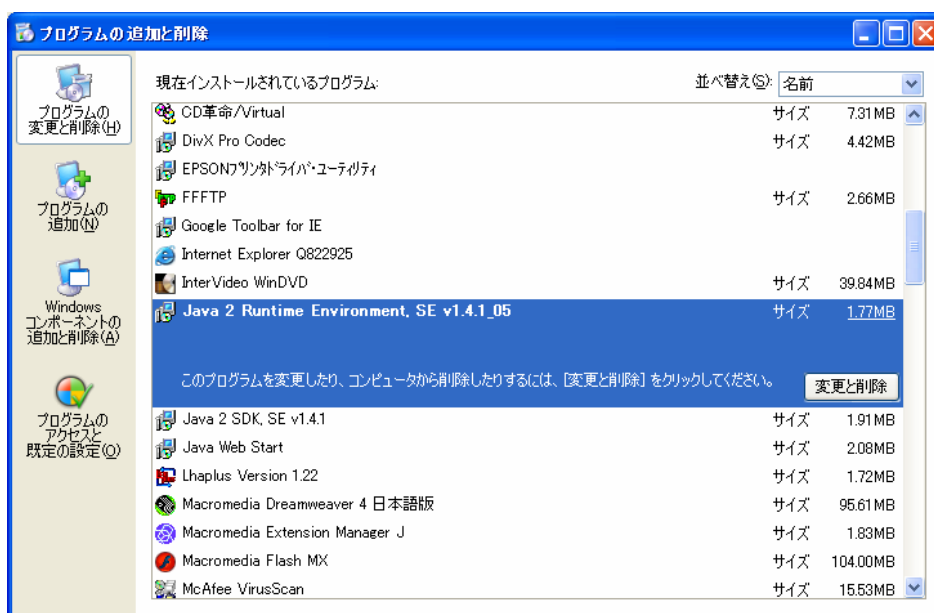 プログラムの追加と削除
プログラムの
変更と削除(H)
プログラムの
追加(N)
Windows
コンポーネントの
追加と削除(A)
プログラムの
アクセスと
既定の設定(O)
現在インストールされているプログラム:
並べ替え(S): 名前
CD革命/Virtual サイズ 7.31MB
DivX Pro Codec サイズ 4.42MB
EPSONプリンタドライバ・ユーティリティ
FFFTP サイズ 2.66MB
Google Toolbar for IE
Internet Explorer Q822925
InterVideo WinDVD サイズ 39.84MB
Java 2 Runtime Environment, SE v1.4.1_05 サイズ 1.77MB
このプログラムを変更したり、コンピュータから削除したりするには、[変更と削除] をクリックしてください。 変更と削除
Java 2 SDK, SE v1.4.1 サイズ 1.91MB
Java Web Start サイズ 2.08MB
Lhaplus Version 1.22 サイズ 1.72MB
Macromedia Dreamweaver 4 日本語版 サイズ 95.61MB
Macromedia Extension Manager J サイズ 1.83MB
Macromedia Flash MX サイズ 104.00MB
McAfee VirusScan サイズ 15.53MB